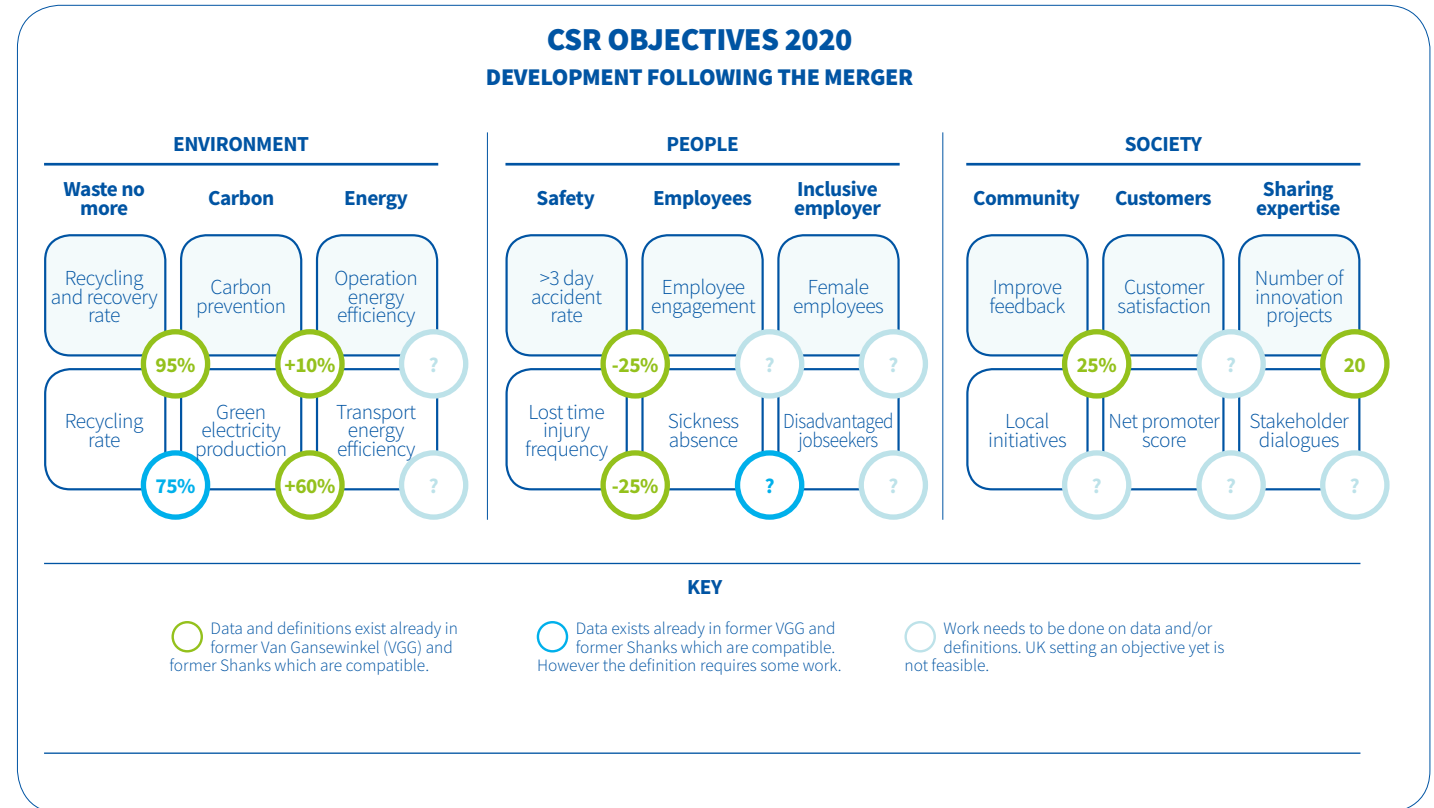 CSR OBJECTIVES 2020
DEVELOPMENT FOLLOWING THE MERGER
ENVIRONMENT
Waste no
more
Carbon
Energy
Recycling
and recovery
rate
95%
Carbon
prevention
+10%
Operation
energy
efficiency
?
Recycling
rate
75%
Green
electricity
production
+60%
Transport
energy
efficiency
?
PEOPLE
Safety
Employees
Inclusive
employer
>3 day
accident
rate
-25%
Employee
engagement
?
Female
employees
?
Lost time
injury
frequency
-25%
Sickness
absence
?
Disadvantaged
jobseekers
?
SOCIETY
Community
Customers
Sharing
expertise
Improve
feedback
25%
Customer
satisfaction
?
Number of
innovation
projects
20
Local
initiatives
?
Net promoter
score
?
Stakeholder
dialogues
?
KEY
Data and definitions exist already in
former Van Gansewinkel (VGG) and
former Shanks which are compatible.
Data exists already in former VGG and
former Shanks which are compatible.
However the definition requires some work.
Work needs to be done on data and/or
definitions. UK setting an objective yet is
not feasible.